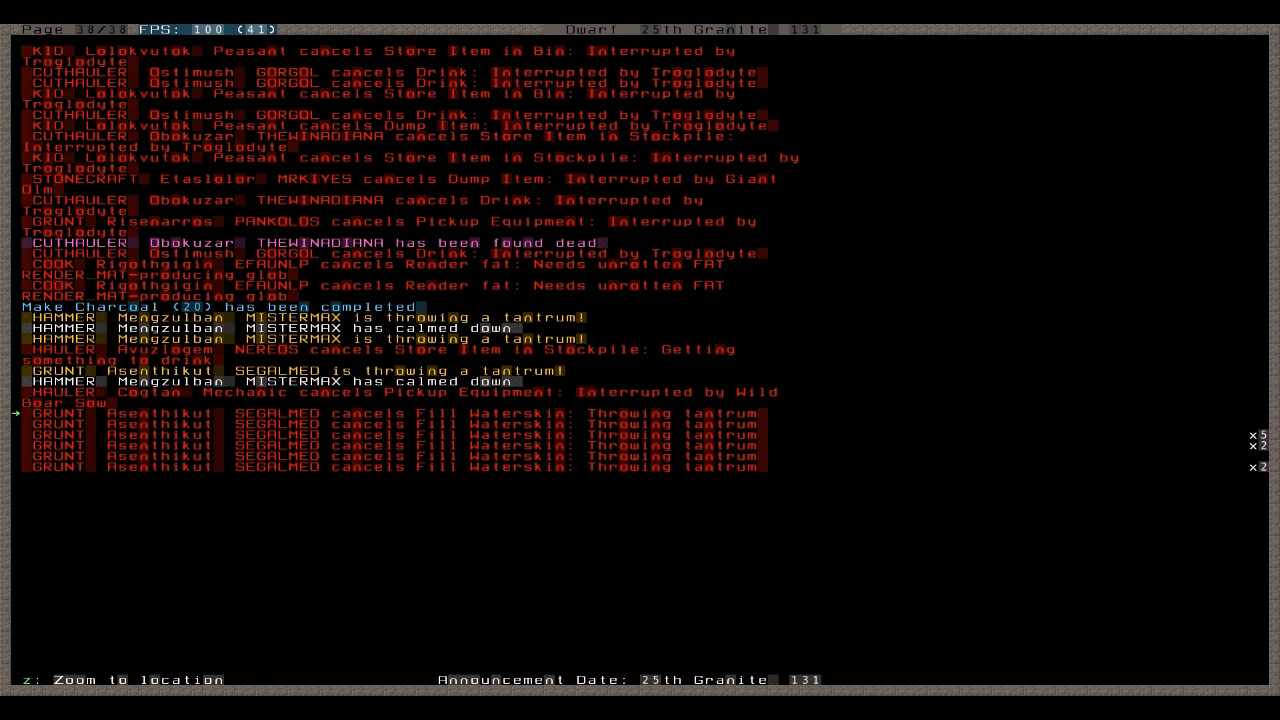 Page 38/38 FPS: 100 (41) Dwarf 25th Granite 131
KID Lolokvutok Peasant cancels Store Item in Bin: Interrupted by
Troglodyte
CUTHAULER Ostimush GORGOL cancels Drink: Interrupted by Troglodyte
CUTHAULER Ostimush GORGOL cancels Drink: Interrupted by Troglodyte
KID Lolokvutok Peasant cancels Store Item in Bin: Interrupted by
Troglodyte
CUTHAULER Ostimush GORGOL cancels Drink: Interrupted by Troglodyte
KID Lolokvutok Peasant cancels Dump Item: Interrupted by Troglodyte
CUTHAULER Obokuzar THEWINADIANA cancels Store Item in Stockpile:
Interrupted by Troglodyte
KID Lolokvutok Peasant cancels Store Item in Stockpile: Interrupted by
Troglodyte
STONECRAFT Etaslolor MRKIYES cancels Dump Item: Interrupted by Giant
Olm
CUTHAULER Obokuzar THEWINADIANA cancels Drink: Interrupted by
Troglodyte
GRUNT Risenarros PANKOLOS cancels Pickup Equipment: Interrupted by
Troglodyte
CUTHAULER Obokuzar THEWINADIANA has been found dead
CUTHAULER Ostimush GORGOL cancels Drink: Interrupted by Troglodyte
COOK Rigothgigin EFAUNLP cancels Render fat: Needs unrotten FAT
RENDER_MAT-producing glob
COOK Rigothgigin EFAUNLP cancels Render fat: Needs unrotten FAT
RENDER_MAT-producing glob
Make Charcoal (20) has been completed
HAMMER Mengzulban MISTERMAX is throwing a tantrum!
HAMMER Mengzulban MISTERMAX has calmed down
HAMMER Mengzulban MISTERMAX is throwing a tantrum!
HAULER Avuzlogem NEREOS cancels Store Item in Stockpile: Getting
something to drink
GRUNT Asenthikut SEGALMED is throwing a tantrum!
HAMMER Mengzulban MISTERMAX has calmed down
HAULER Cogtan Mechanic cancels Pickup Equipment: Interrupted by Wild
Boar Sow
GRUNT Asenthikut SEGALMED cancels Fill Waterskin: Throwing tantrum
GRUNT Asenthikut SEGALMED cancels Fill Waterskin: Throwing tantrum
GRUNT Asenthikut SEGALMED cancels Fill Waterskin: Throwing tantrum x5
GRUNT Asenthikut SEGALMED cancels Fill Waterskin: Throwing tantrum x2
GRUNT Asenthikut SEGALMED cancels Fill Waterskin: Throwing tantrum
GRUNT Asenthikut SEGALMED cancels Fill Waterskin: Throwing tantrum x2
z: Zoom to location Announcement Date: 25th Granite 131